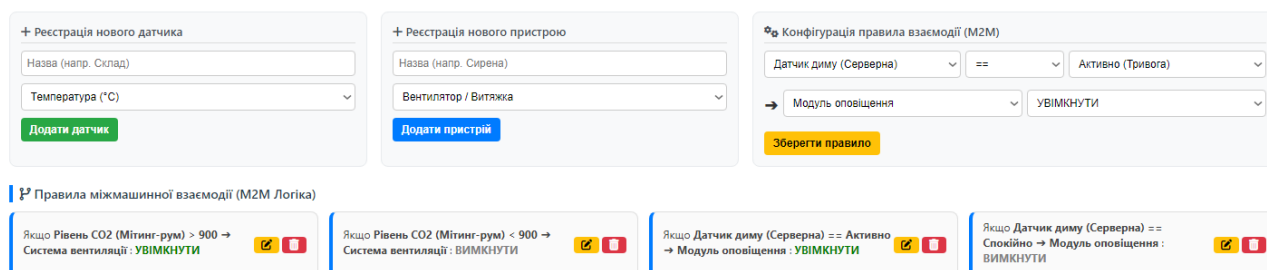 Реєстрація нового датчика
Назва (напр. Склад)
Температура (°C)
Додати датчик
Реєстрація нового пристрою
Назва (напр. Сирена)
Вентилятор / Витяжка
Додати пристрій
Конфігурація правила взаємодії (M2M)
Датчик диму (Серверна) == Активно (Тривога)
➔ Модуль оповіщення УВІМКНУТИ
Зберегти правило
Правила міжмашинної взаємодії (M2M Логіка)
Якщо Рівень CO2 (Мітинг-рум) > 900 ➔
Система вентиляції : УВІМКНУТИ
Якщо Рівень CO2 (Мітинг-рум) < 900 ➔
Система вентиляції : ВИМКНУТИ
Якщо Датчик диму (Серверна) == Активно
➔ Модуль оповіщення : УВІМКНУТИ
Якщо Датчик диму (Серверна) ==
Спокійно ➔ Модуль оповіщення :
ВИМКНУТИ